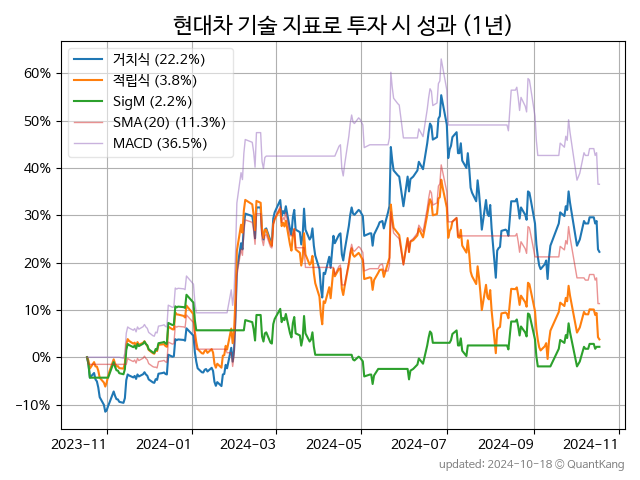 현대차 기술 지표로 투자 시 성과 (1년)
거치식 (22.2%)
적립식 (3.8%)
SigM (2.2%)
SMA(20) (11.3%)
MACD (36.5%)
60%
50%
40%
30%
20%
10%
0%
−10%
2023-11 2024-01 2024-03 2024-05 2024-07 2024-09 2024-11
updated: 2024-10-18 © QuantKang